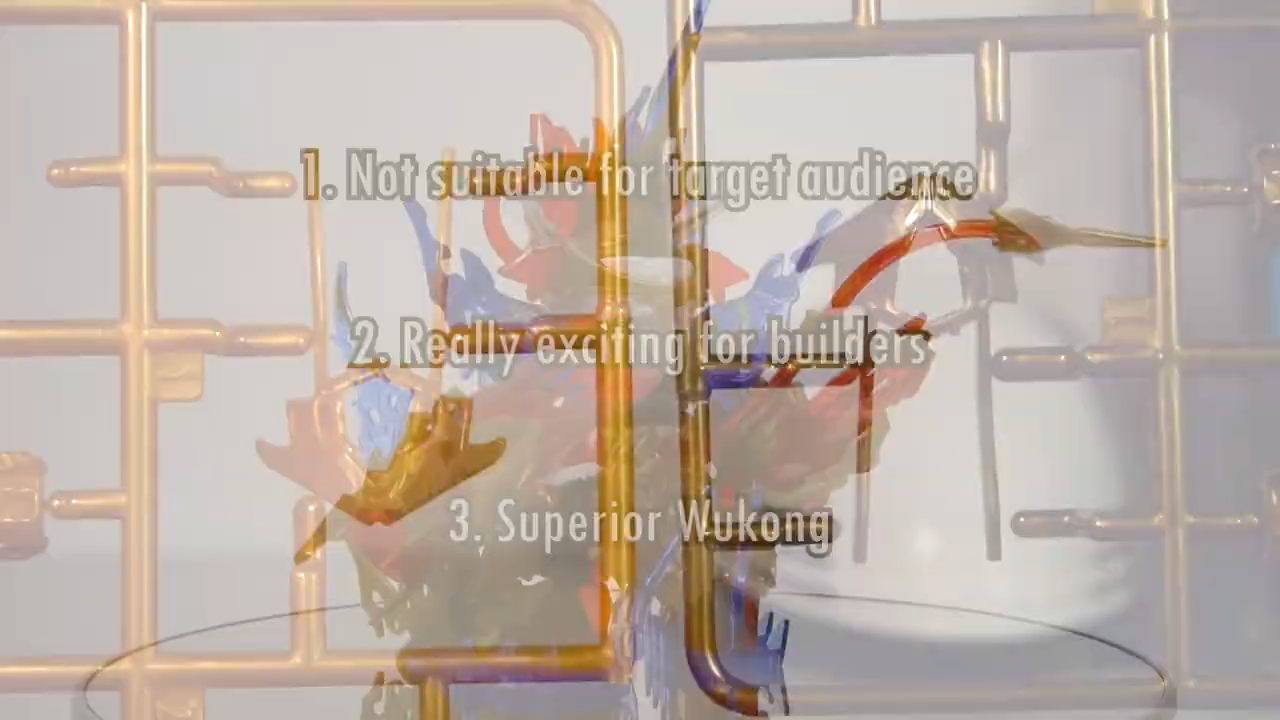 1. Not suitable for target audience
2. Really exciting for builders
3. Superior Wukong